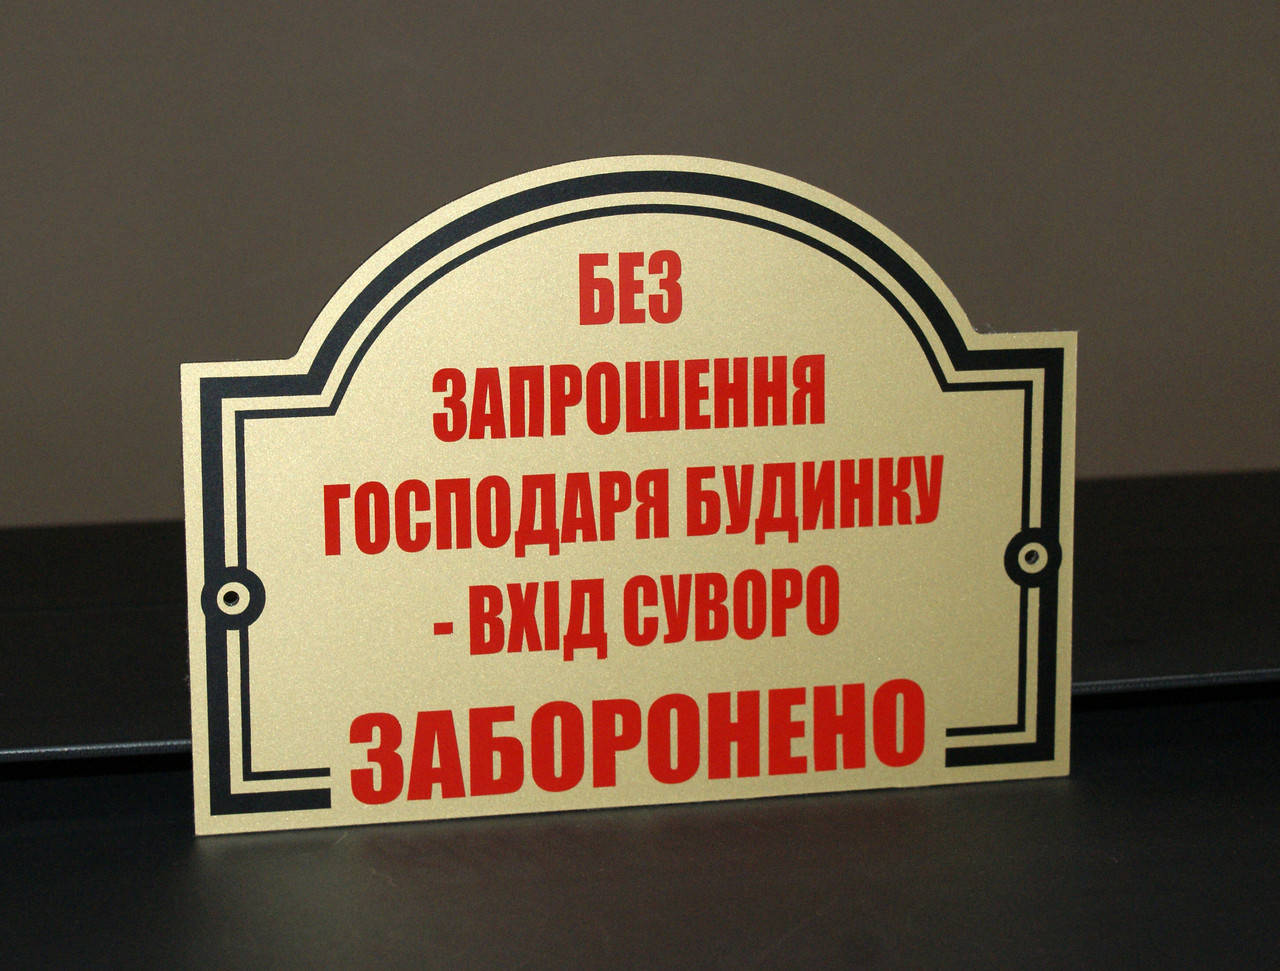 БЕЗ
ЗАПРОШЕННЯ
ГОСПОДАРЯ БУДИНКУ
- ВХІД СУВОРО
ЗАБОРОНЕНО